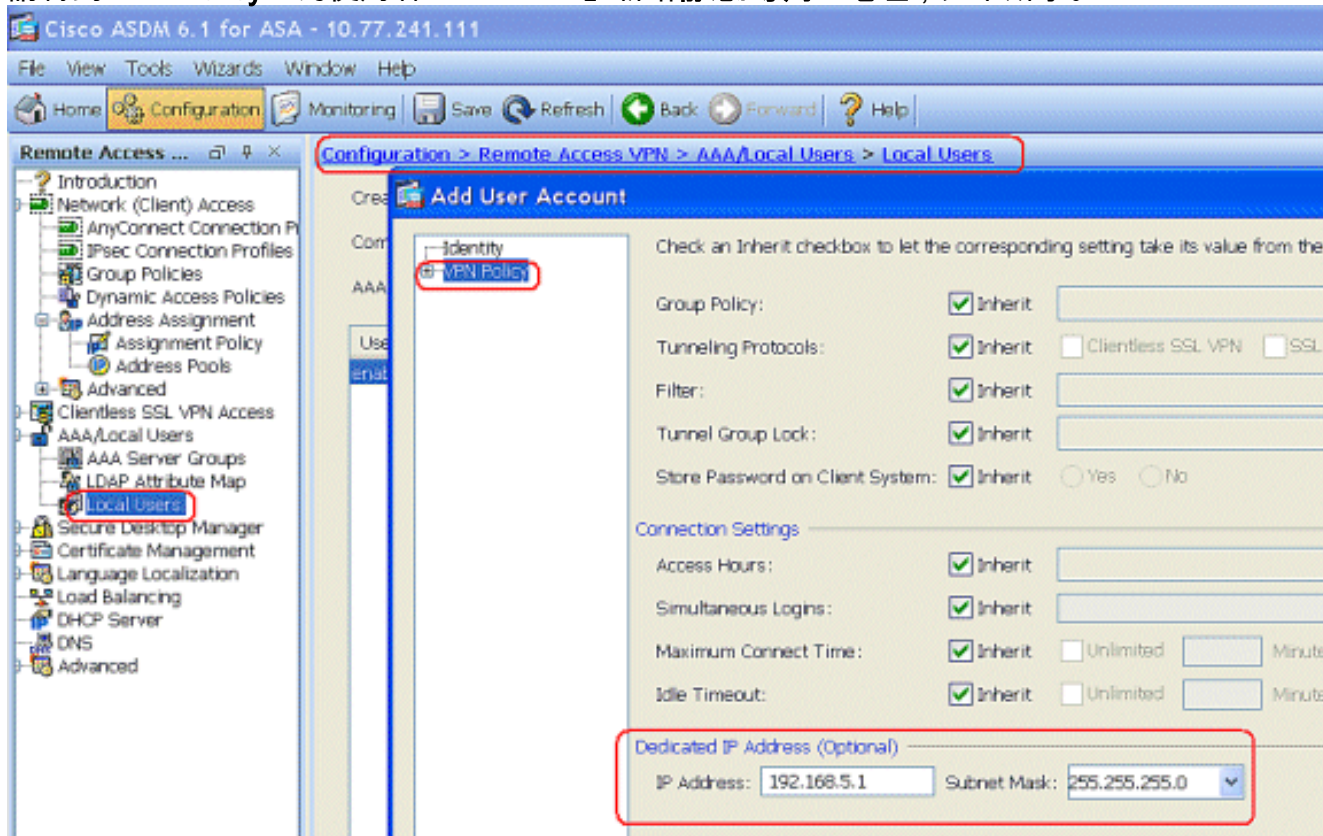 Cisco ASDM 6.1 for ASA - 10.77.241.111
File View Tools Wizards Window Help
Home Configuration Monitoring Save Refresh Back Forward Help
Remote Access ...
Introduction
Network (Client) Access
AnyConnect Connection P
IPsec Connection Profiles
Group Policies
Dynamic Access Policies
Address Assignment
Assignment Policy
Address Pools
Advanced
Clientless SSL VPN Access
AAA/Local Users
AAA Server Groups
LDAP Attribute Map
Local Users
Secure Desktop Manager
Certificate Management
Language Localization
Load Balancing
DHCP Server
DNS
Advanced
Configuration > Remote Access VPN > AAA/Local Users > Local Users
Crea
Com
AAA
Use
enab
Add User Account
Identity
VPN Policy
Check an Inherit checkbox to let the corresponding setting take its value from the
Group Policy: Inherit
Tunneling Protocols: Inherit Clientless SSL VPN SSL
Filter: Inherit
Tunnel Group Lock: Inherit
Store Password on Client System: Inherit Yes No
Connection Settings
Access Hours: Inherit
Simultaneous Logins: Inherit
Maximum Connect Time: Inherit Unlimited Minute
Idle Timeout: Inherit Unlimited Minute
Dedicated IP Address (Optional)
IP Address: 192.168.5.1 Subnet Mask: 255.255.255.0